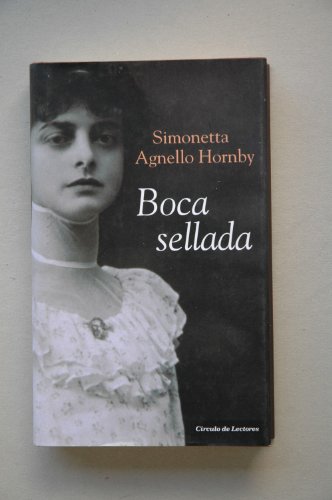 Simonetta
Agnello Hornby
Boca
sellada
Círculo de Lectores